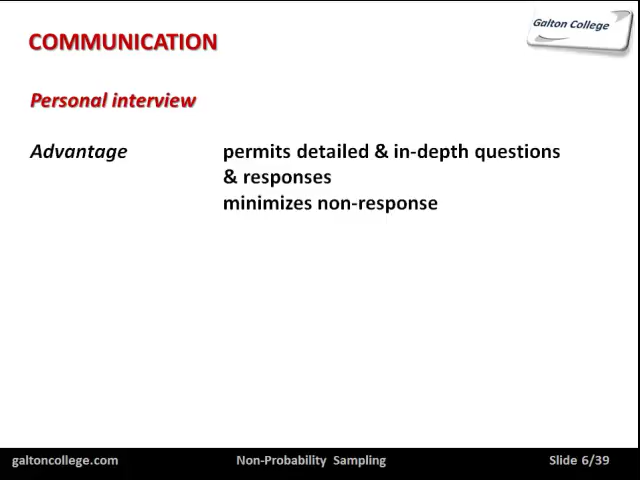 COMMUNICATION
Galton College
Personal interview
Advantage permits detailed & in-depth questions
& responses
minimizes non-response
galtoncollege.com Non-Probability Sampling Slide 6/39